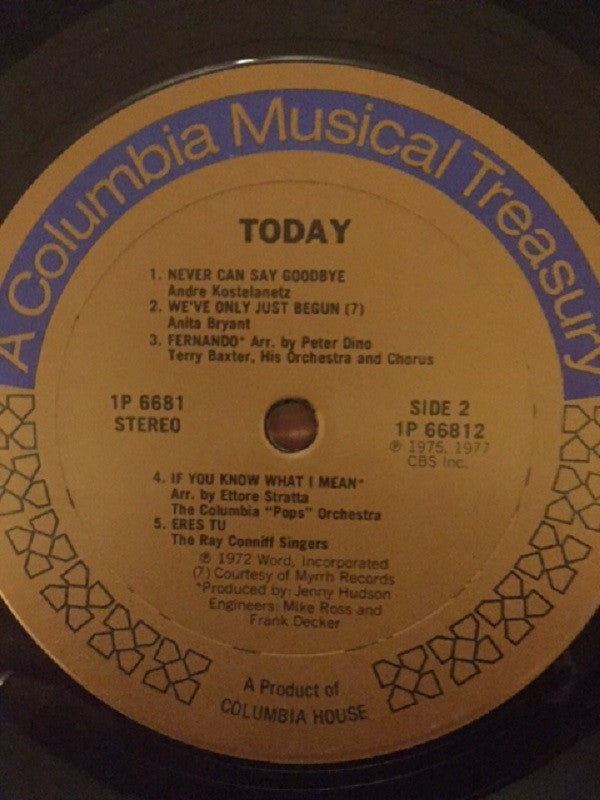 A Columbia Musical Treasury
TODAY
1. NEVER CAN SAY GOODBYE
Andre Kostelanetz
2. WE'VE ONLY JUST BEGUN (7)
Anita Bryant
3. FERNANDO* Arr. by Peter Dino
Terry Baxter, His Orchestra and Chorus
1P 6681
STEREO
SIDE 2
1P 66812
℗ 1975, 1977
CBS Inc.
4. IF YOU KNOW WHAT I MEAN*
Arr. by Ettore Stratta
The Columbia "Pops" Orchestra
5. ERES TU
The Ray Conniff Singers
℗ 1972 Word, Incorporated
(7) Courtesy of Myrrh Records
*Produced by: Jenny Hudson
Engineers: Mike Ross and
Frank Decker
A Product of
COLUMBIA HOUSE